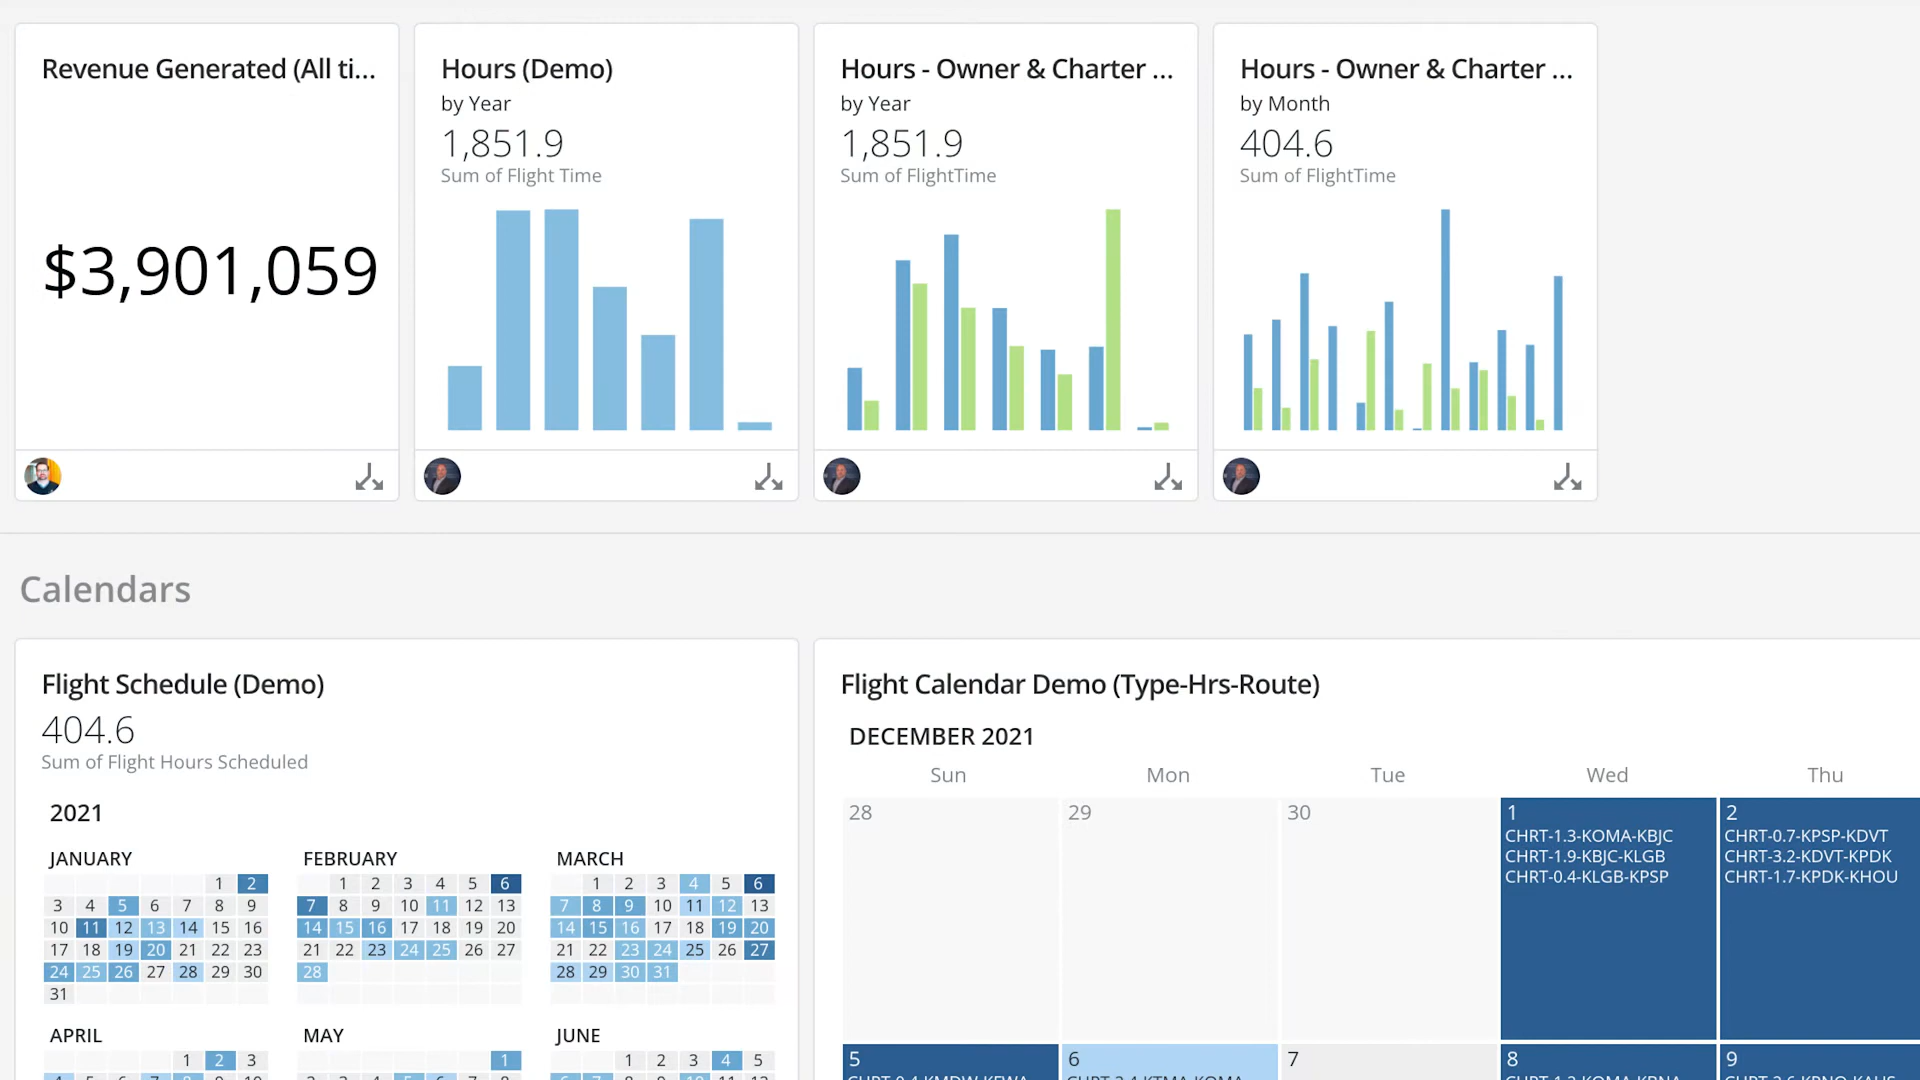 Revenue Generated (All ti...
$3,901,059
Hours (Demo)
by Year
1,851.9
Sum of Flight Time
Hours - Owner & Charter ...
by Year
1,851.9
Sum of FlightTime
Hours - Owner & Charter ...
by Month
404.6
Sum of FlightTime
Calendars
Flight Schedule (Demo)
404.6
Sum of Flight Hours Scheduled
2021
JANUARY
1 2
3 4 5 6 7 8 9
10 11 12 13 14 15 16
17 18 19 20 21 22 23
24 25 26 27 28 29 30
31
FEBRUARY
1 2 3 4 5 6
7 8 9 10 11 12 13
14 15 16 17 18 19 20
21 22 23 24 25 26 27
28
MARCH
1 2 3 4 5 6
7 8 9 10 11 12 13
14 15 16 17 18 19 20
21 22 23 24 25 26 27
28 29 30 31
APRIL
1 2 3
MAY
1
JUNE
1 2 3 4 5
Flight Calendar Demo (Type-Hrs-Route)
DECEMBER 2021
Sun Mon Tue Wed Thu
28 29 30
1
CHRT-1.3-KOMA-KBJC
CHRT-1.9-KBJC-KLGB
CHRT-0.4-KLGB-KPSP
2
CHRT-0.7-KPSP-KDVT
CHRT-3.2-KDVT-KPDK
CHRT-1.7-KPDK-KHOU
5 6 7 8 9